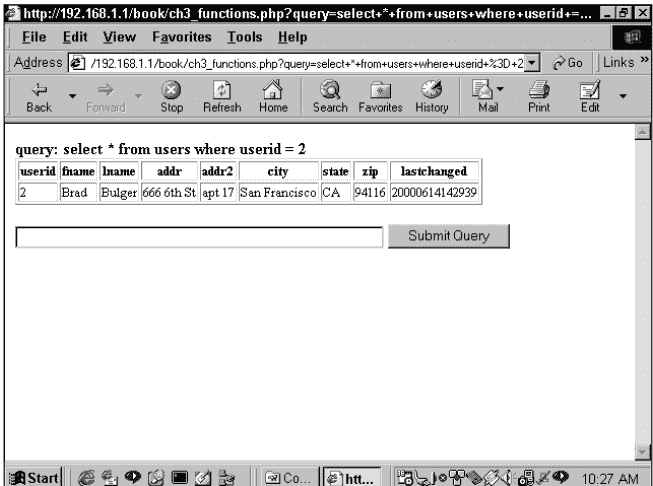 http://192.168.1.1/book/ch3_functions.php?query=select+*+from+users+where+userid+=...
File Edit View Favorites Tools Help
Address /192.168.1.1/book/ch3_functions.php?query=select+*+from+users+where+userid+%3D+2 Go Links »
Back Forward Stop Refresh Home Search Favorites History Mail Print Edit
query: select * from users where userid = 2
userid fname lname addr addr2 city state zip lastchanged
2 Brad Bulger 666 6th St apt 17 San Francisco CA 94116 20000614142939
Submit Query
Start Co... htt... 10:27 AM